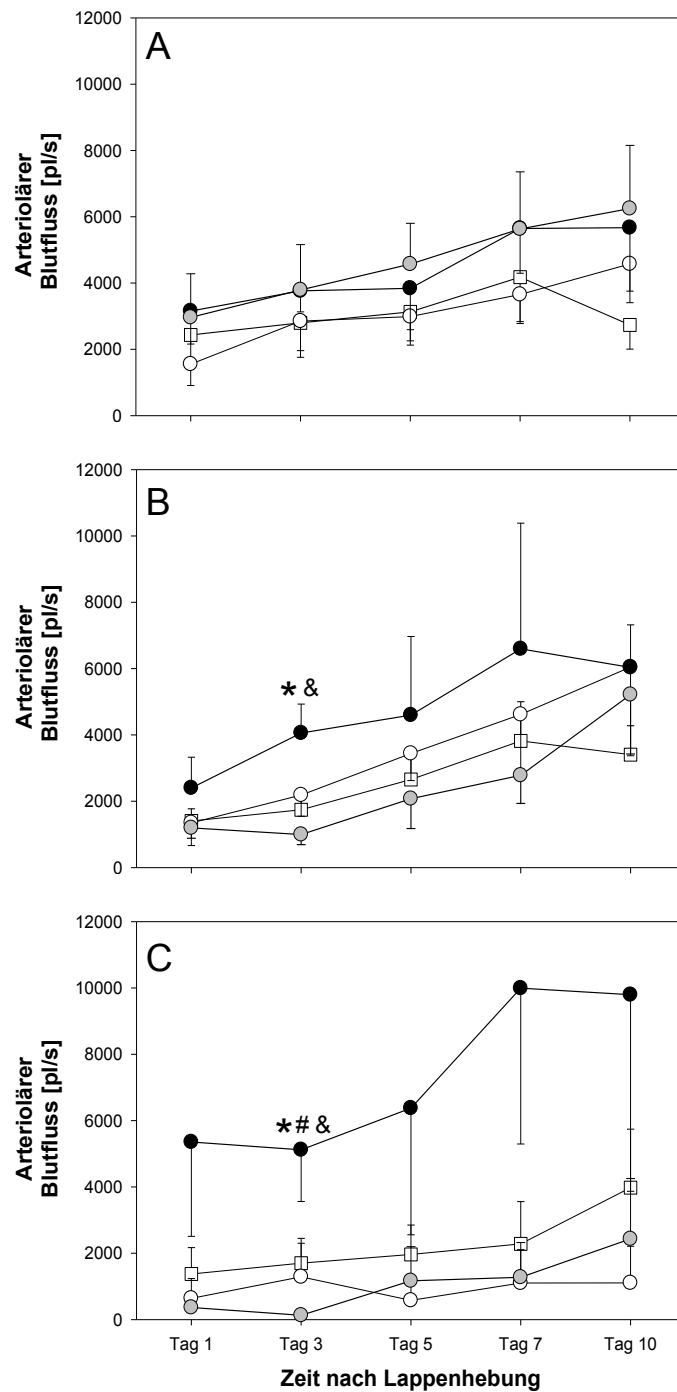 12000
A
10000
8000
6000
4000
2000
0
Arteriolärer
Blutfluss [pl/s]
12000
B
10000
8000
6000
4000
2000
0
Arteriolärer
Blutfluss [pl/s]
*&
12000
C
10000
8000
6000
4000
2000
0
Arteriolärer
Blutfluss [pl/s]
*#&
Tag 1 Tag 3 Tag 5 Tag 7 Tag 10
Zeit nach Lappenhebung